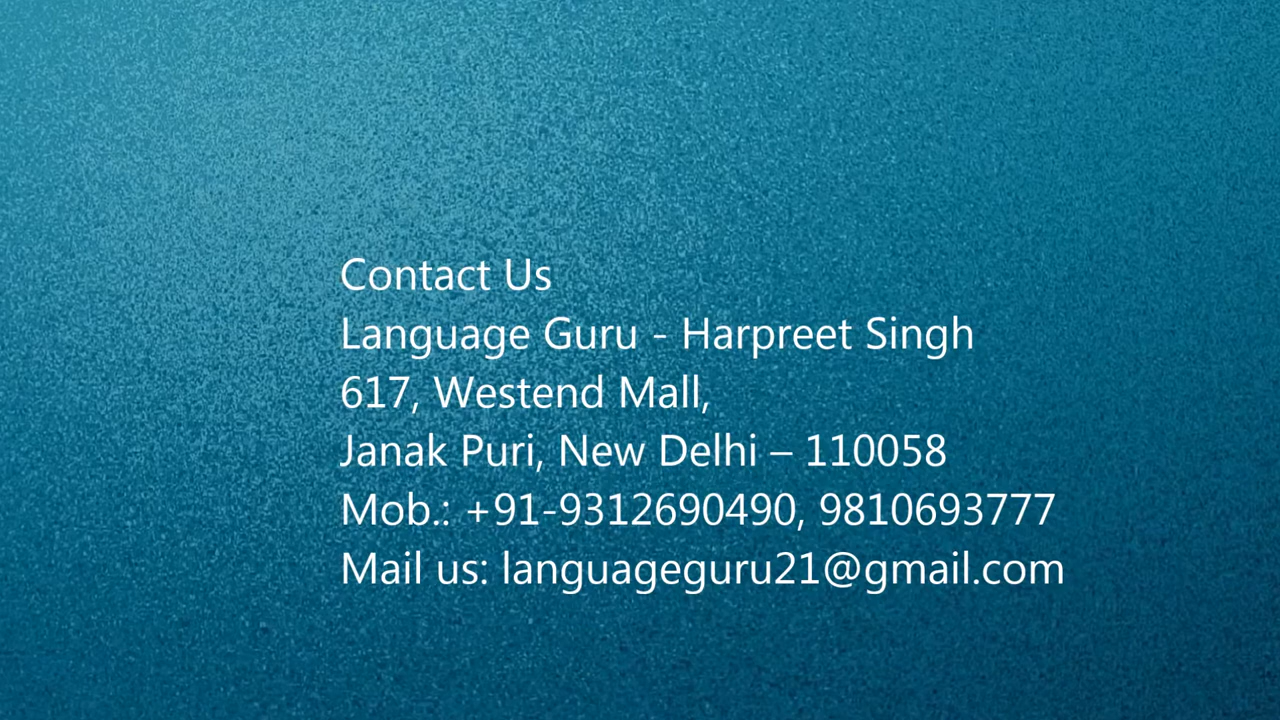 Contact Us
Language Guru - Harpreet Singh
617, Westend Mall,
Janak Puri, New Delhi – 110058
Mob.: +91-9312690490, 9810693777
Mail us: languageguru21@gmail.com